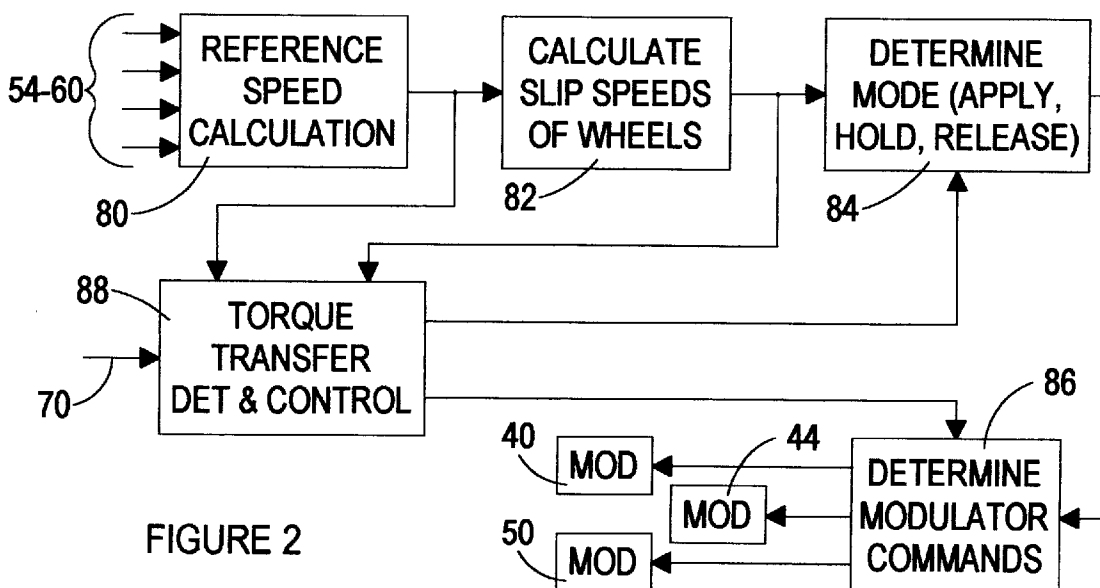 54-60
REFERENCE
SPEED
CALCULATION
80
CALCULATE
SLIP SPEEDS
OF WHEELS
82
DETERMINE
MODE (APPLY,
HOLD, RELEASE)
84
88
TORQUE
TRANSFER
DET & CONTROL
70
86
40
MOD
44
MOD
50
MOD
DETERMINE
MODULATOR
COMMANDS
FIGURE 2